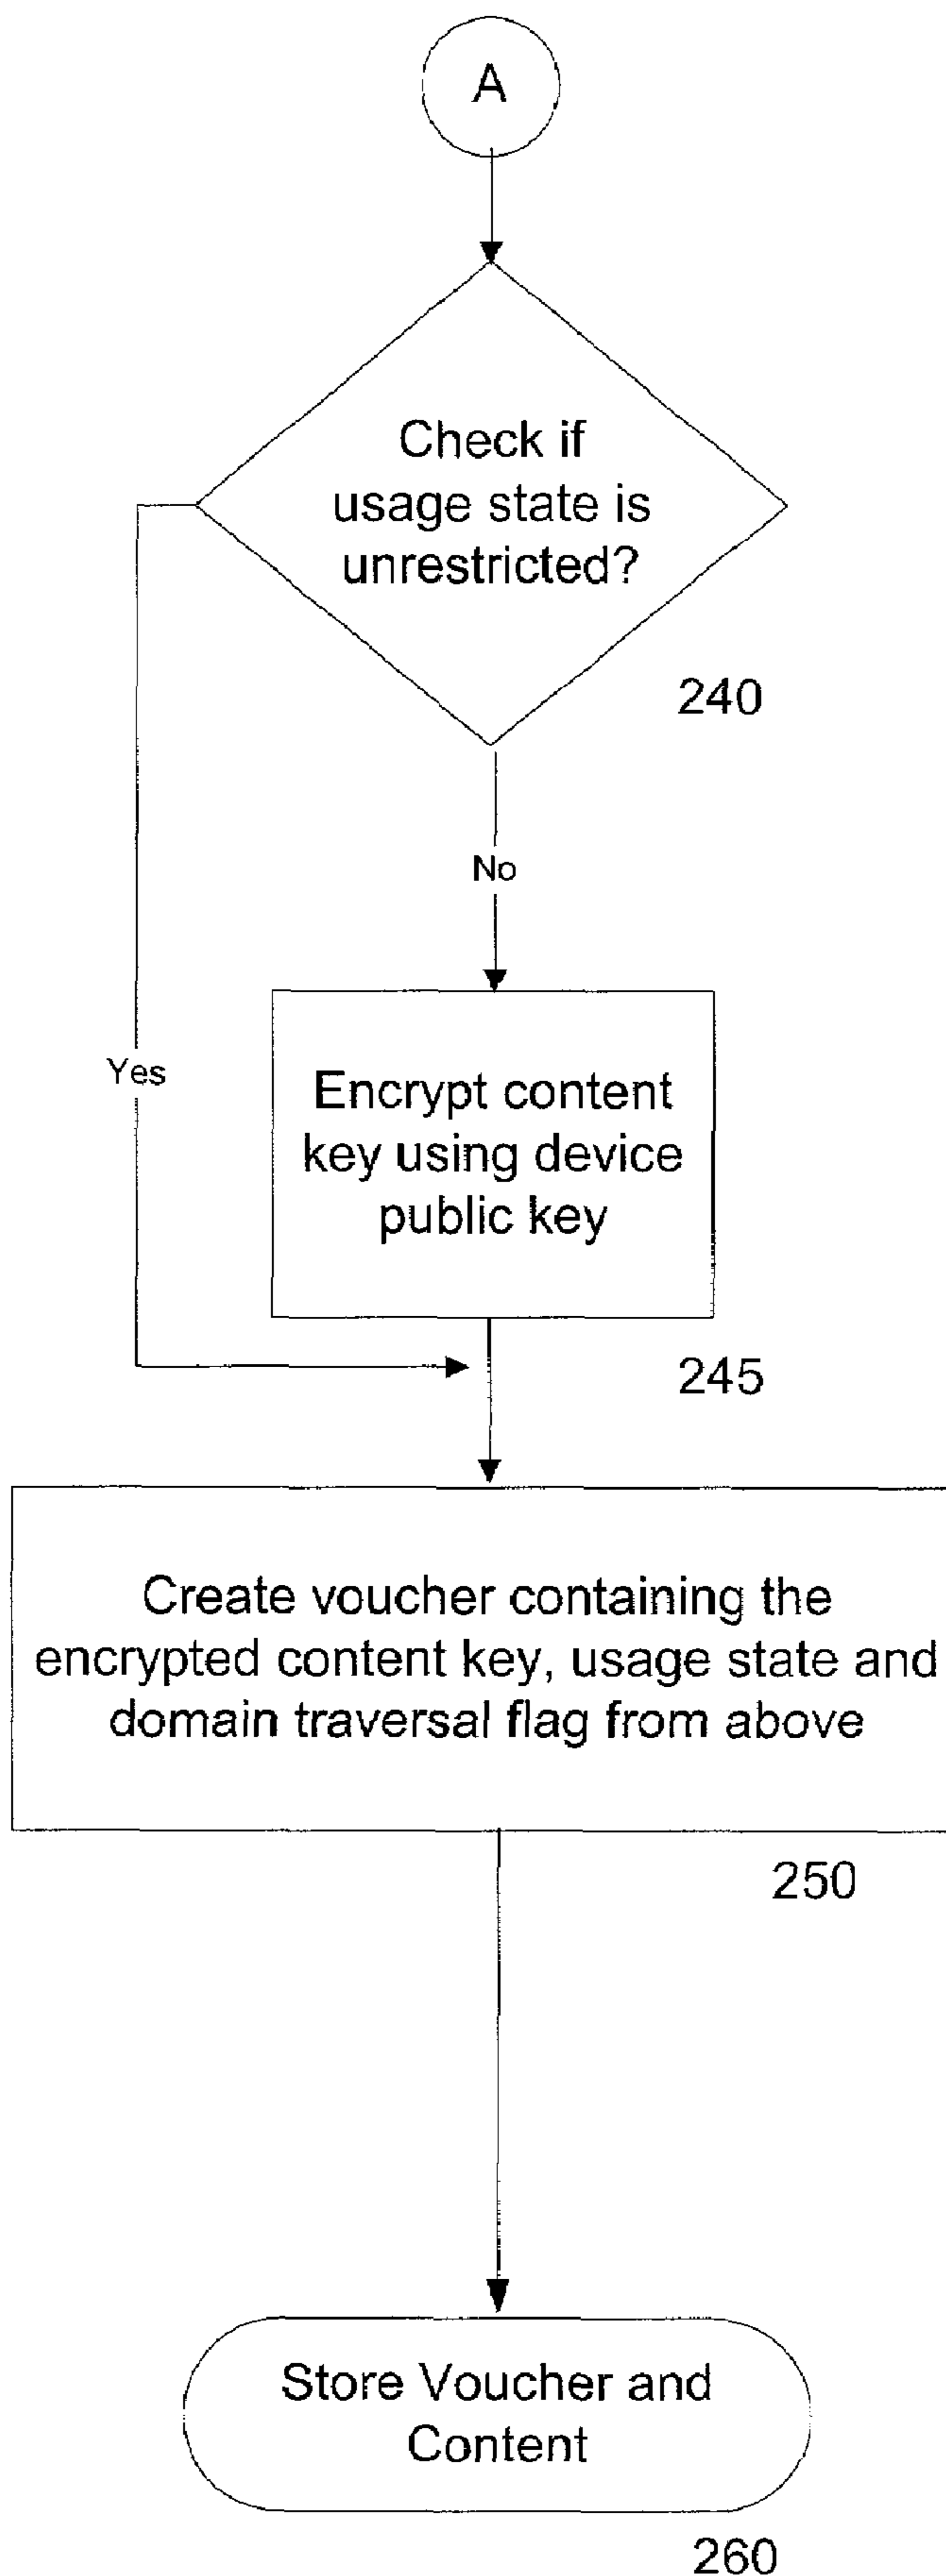 A
Check if
usage state is
unrestricted?
240
No
Yes
Encrypt content
key using device
public key
245
Create voucher containing the
encrypted content key, usage state and
domain traversal flag from above
250
Store Voucher and
Content
260